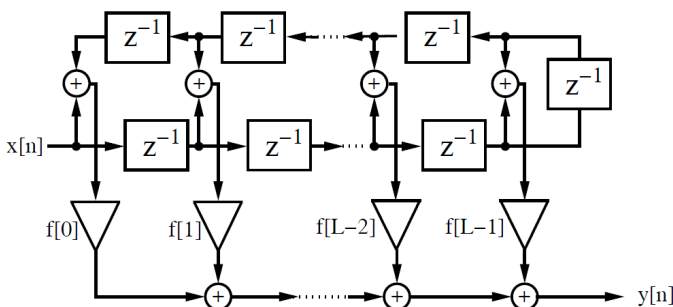 z⁻¹ z⁻¹ z⁻¹
z⁻¹
+ + + +
x[n] z⁻¹ z⁻¹ z⁻¹
f[0] f[1] f[L-2] f[L-1]
+ + + y[n]